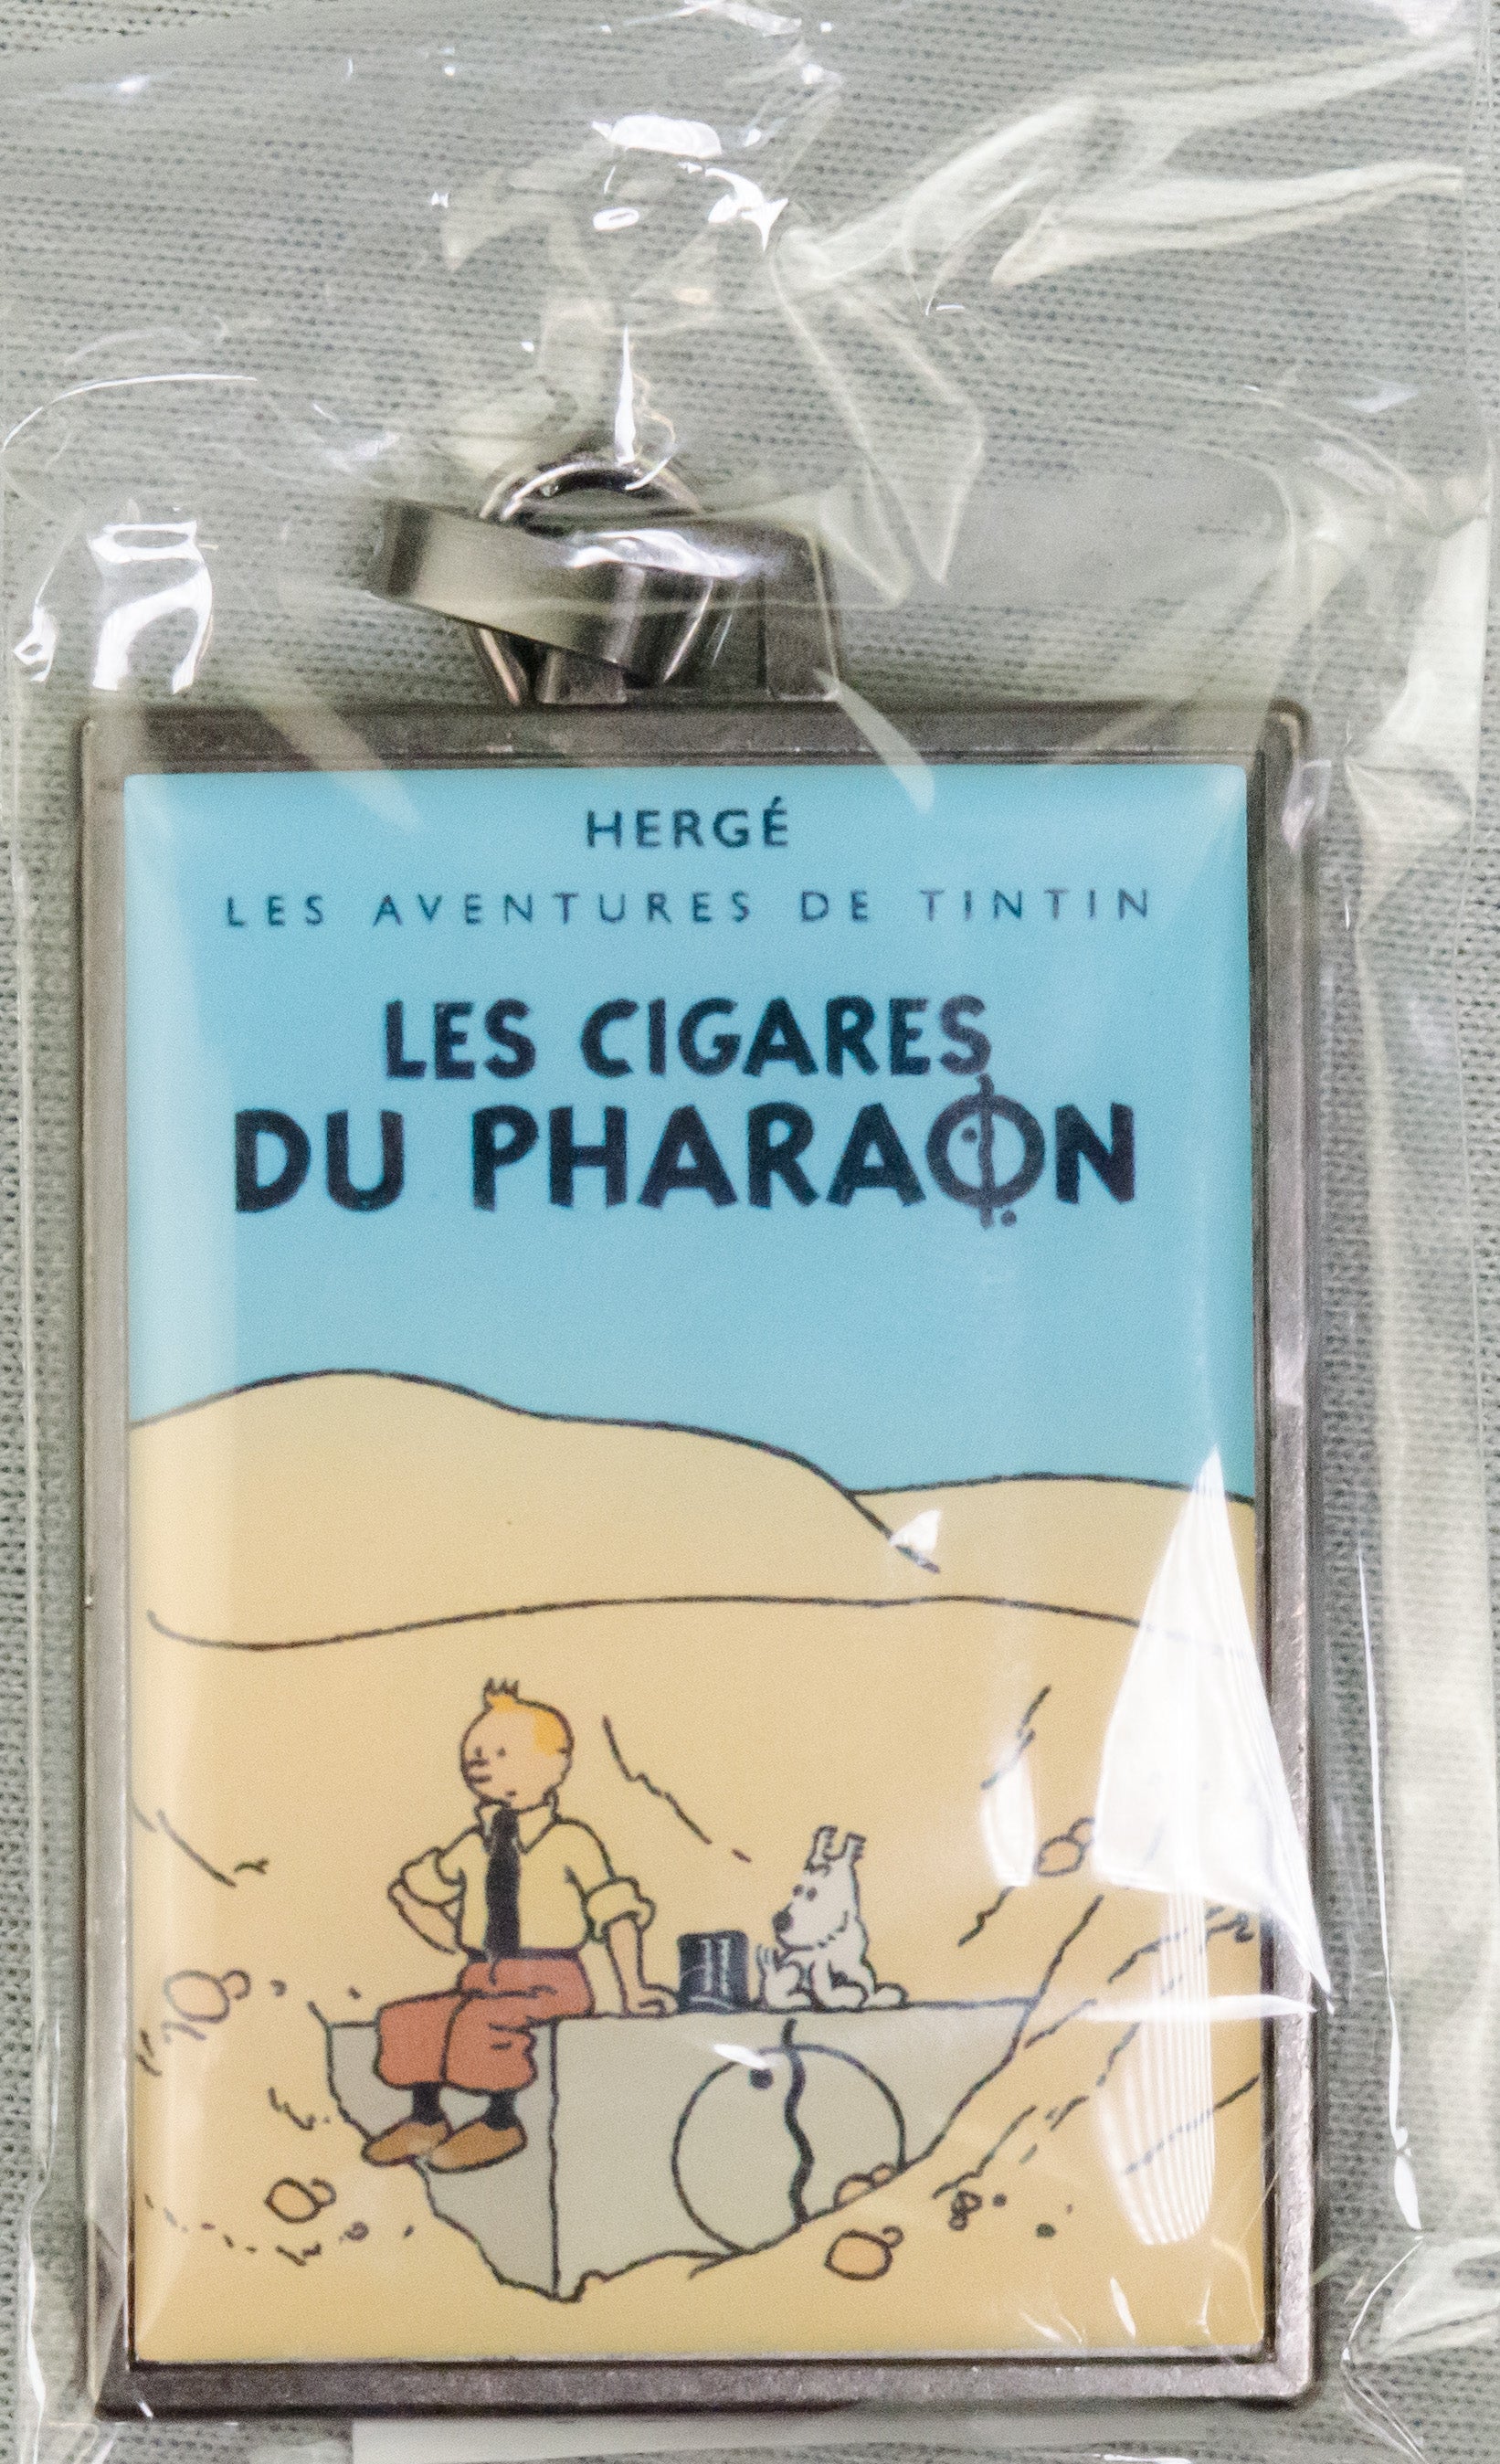 HERGÉ
LES AVENTURES DE TINTIN
LES CIGARES
DU PHARAON